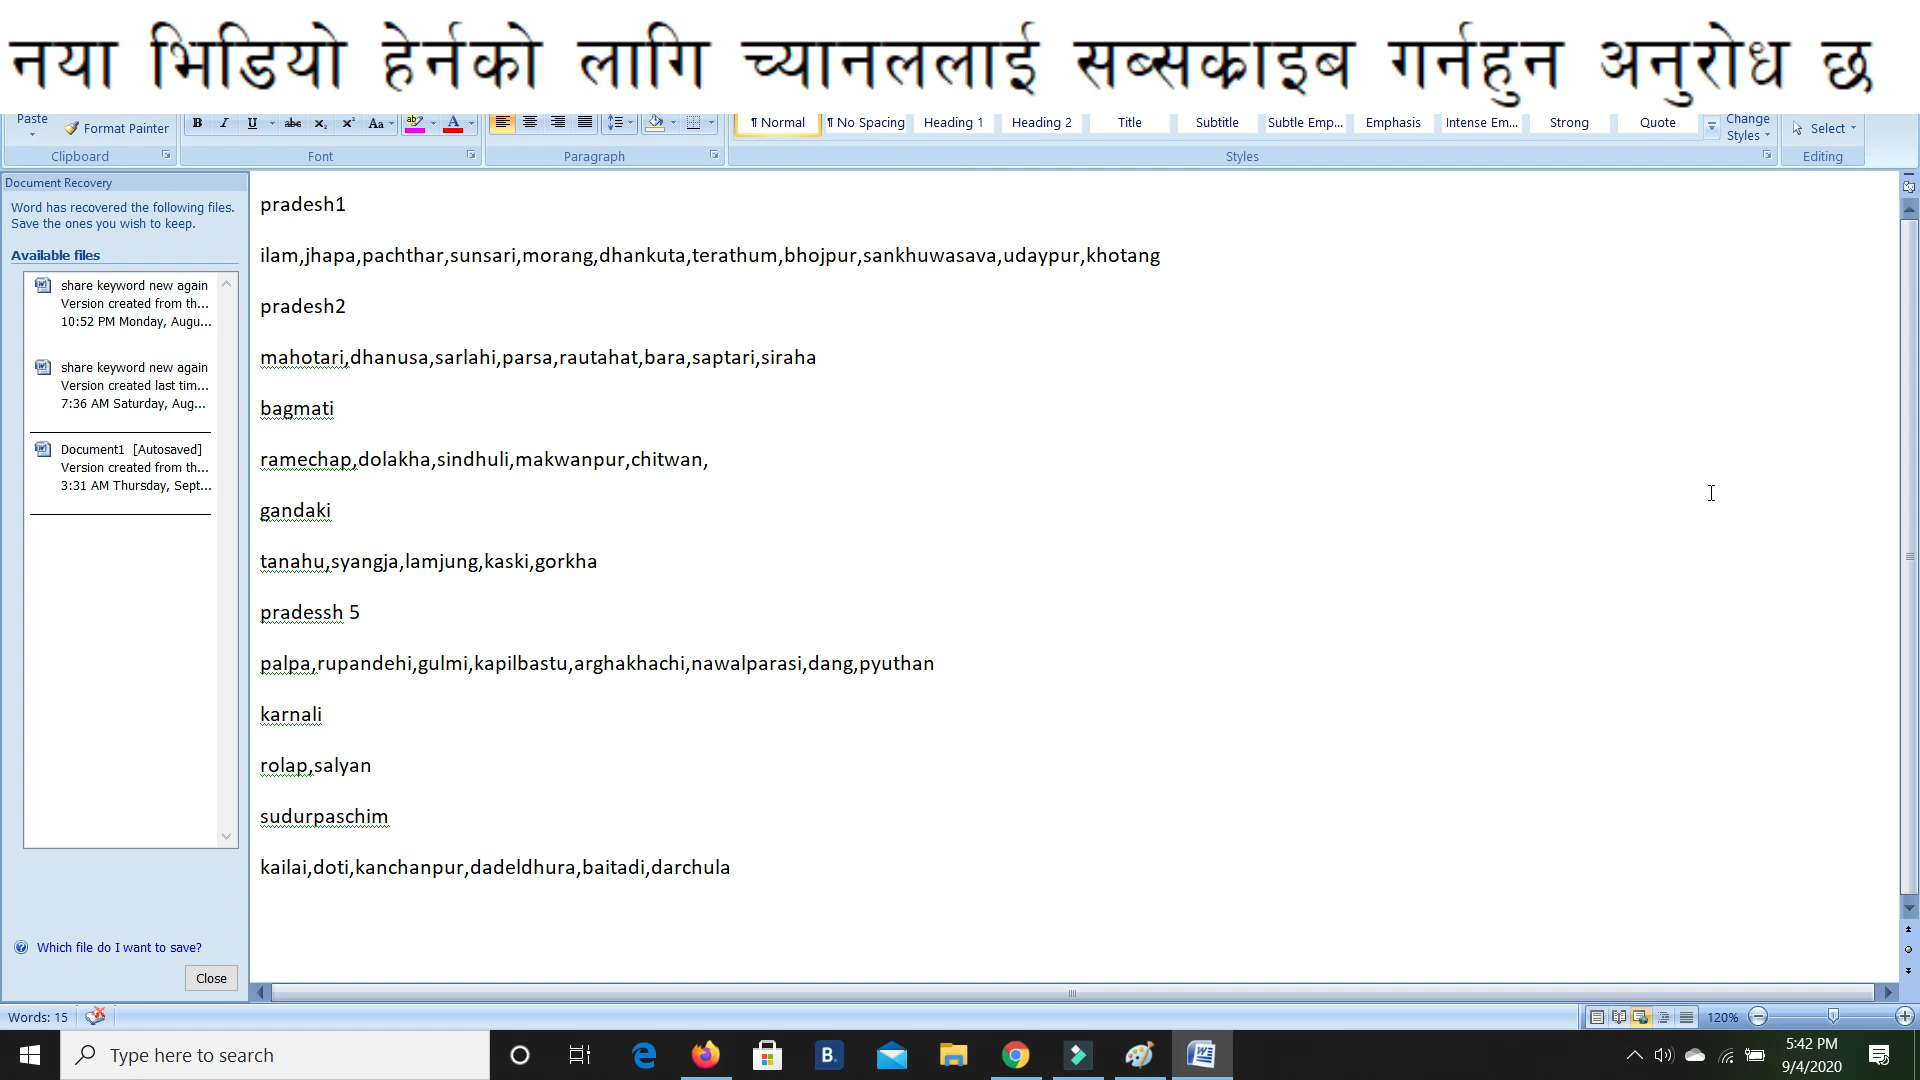 नया भिडियो हेर्नको लागि च्यानललाई सब्सक्राइब गर्नहुन अनुरोध छ
Paste
Format Painter
B I U abc x₂ x² Aa ab A
¶ Normal ¶ No Spacing Heading 1 Heading 2 Title Subtitle Subtle Emp... Emphasis Intense Em... Strong Quote
Change
Styles
Select
Clipboard Font Paragraph Styles Editing
Document Recovery
Word has recovered the following files.
Save the ones you wish to keep.
Available files
share keyword new again
Version created from th...
10:52 PM Monday, Augu...
share keyword new again
Version created last tim...
7:36 AM Saturday, Aug...
Document1 [Autosaved]
Version created from th...
3:31 AM Thursday, Sept...
Which file do I want to save?
Close
pradesh1
ilam,jhapa,pachthar,sunsari,morang,dhankuta,terathum,bhojpur,sankhuwasava,udaypur,khotang
pradesh2
mahotari,dhanusa,sarlahi,parsa,rautahat,bara,saptari,siraha
bagmati
ramechap,dolakha,sindhuli,makwanpur,chitwan,
gandaki
tanahu,syangja,lamjung,kaski,gorkha
pradessh 5
palpa,rupandehi,gulmi,kapilbastu,arghakhachi,nawalparasi,dang,pyuthan
karnali
rolap,salyan
sudurpaschim
kailai,doti,kanchanpur,dadeldhura,baitadi,darchula
Words: 15
120%
Type here to search
B.
5:42 PM
9/4/2020